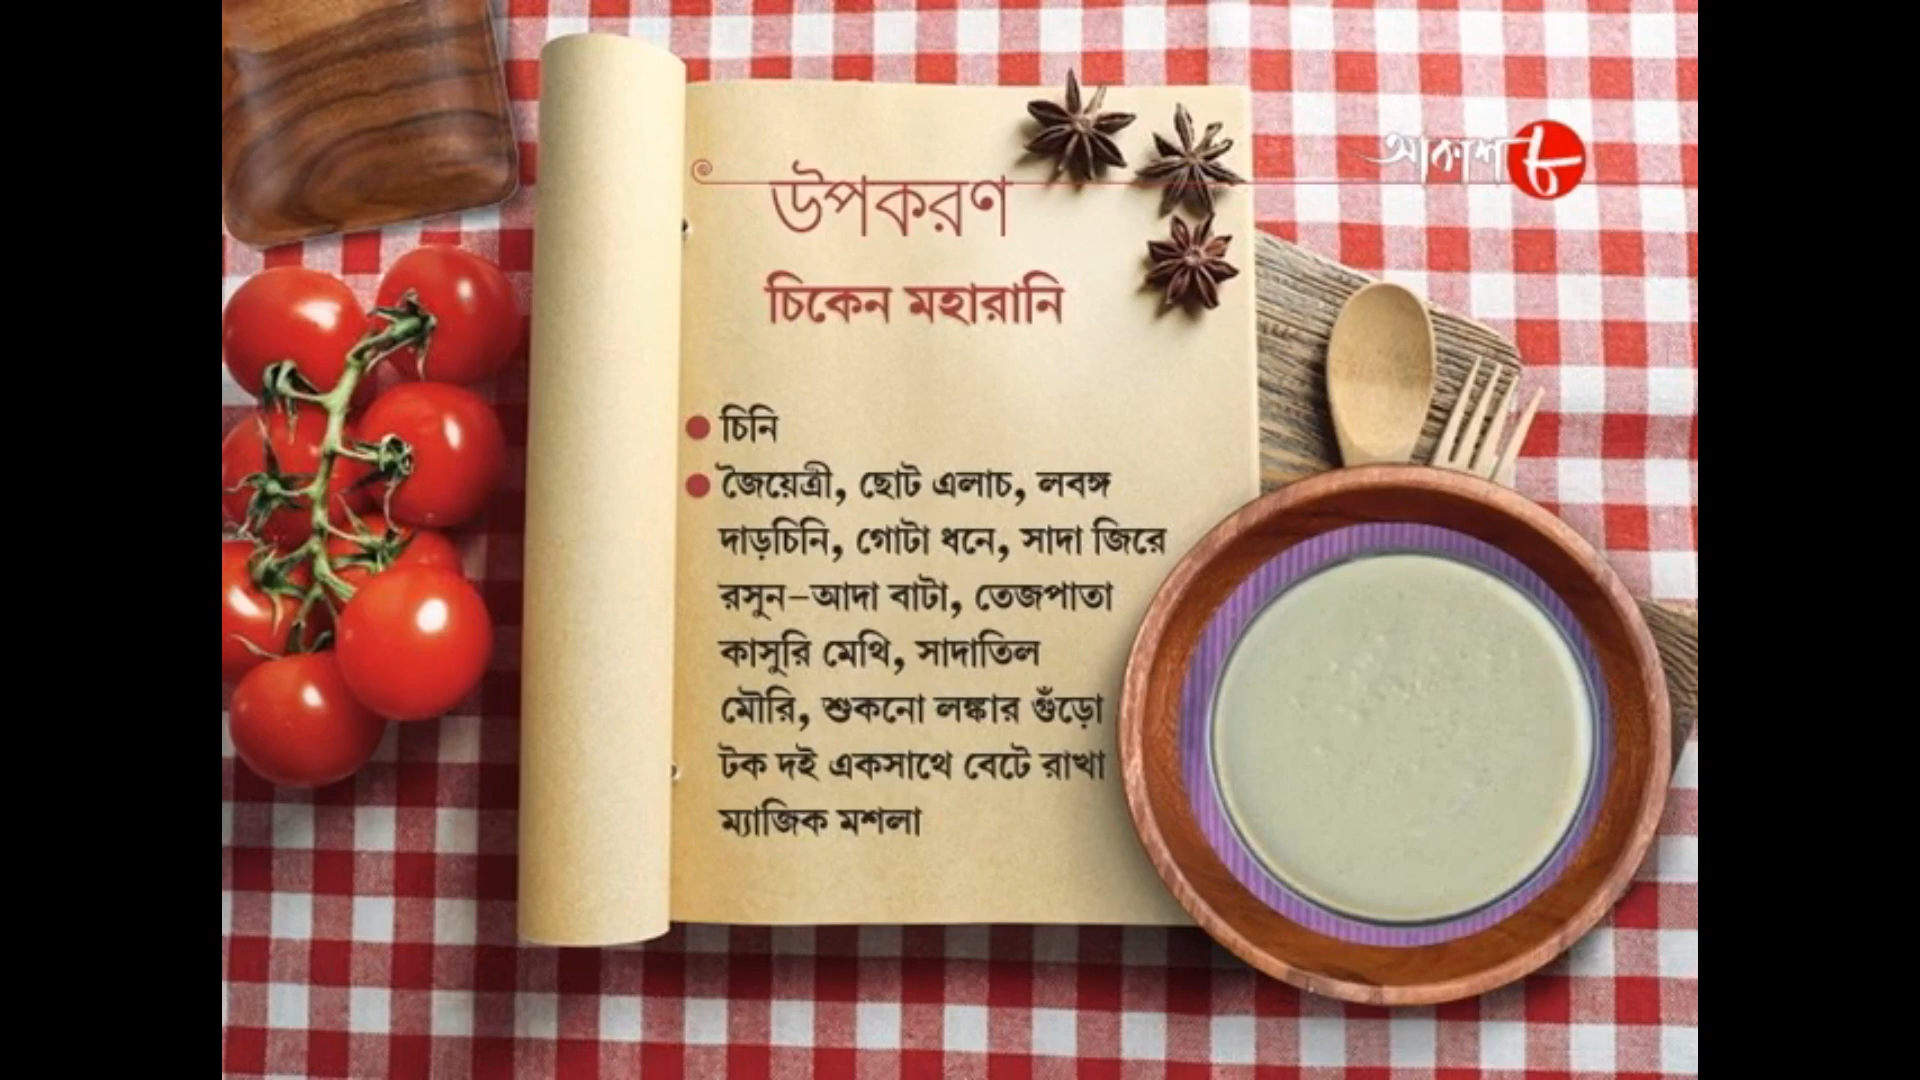 আকাশ ৮
উপকরণ
চিকেন মহারানি
চিনি
জৈয়েত্রী, ছোট এলাচ, লবঙ্গ
দাড়চিনি, গোটা ধনে, সাদা জিরে
রসুন-আদা বাটা, তেজপাতা
কাসুরি মেথি, সাদাতিল
মৌরি, শুকনো লঙ্কার গুঁড়ো
টক দই একসাথে বেটে রাখা
ম্যাজিক মশলা